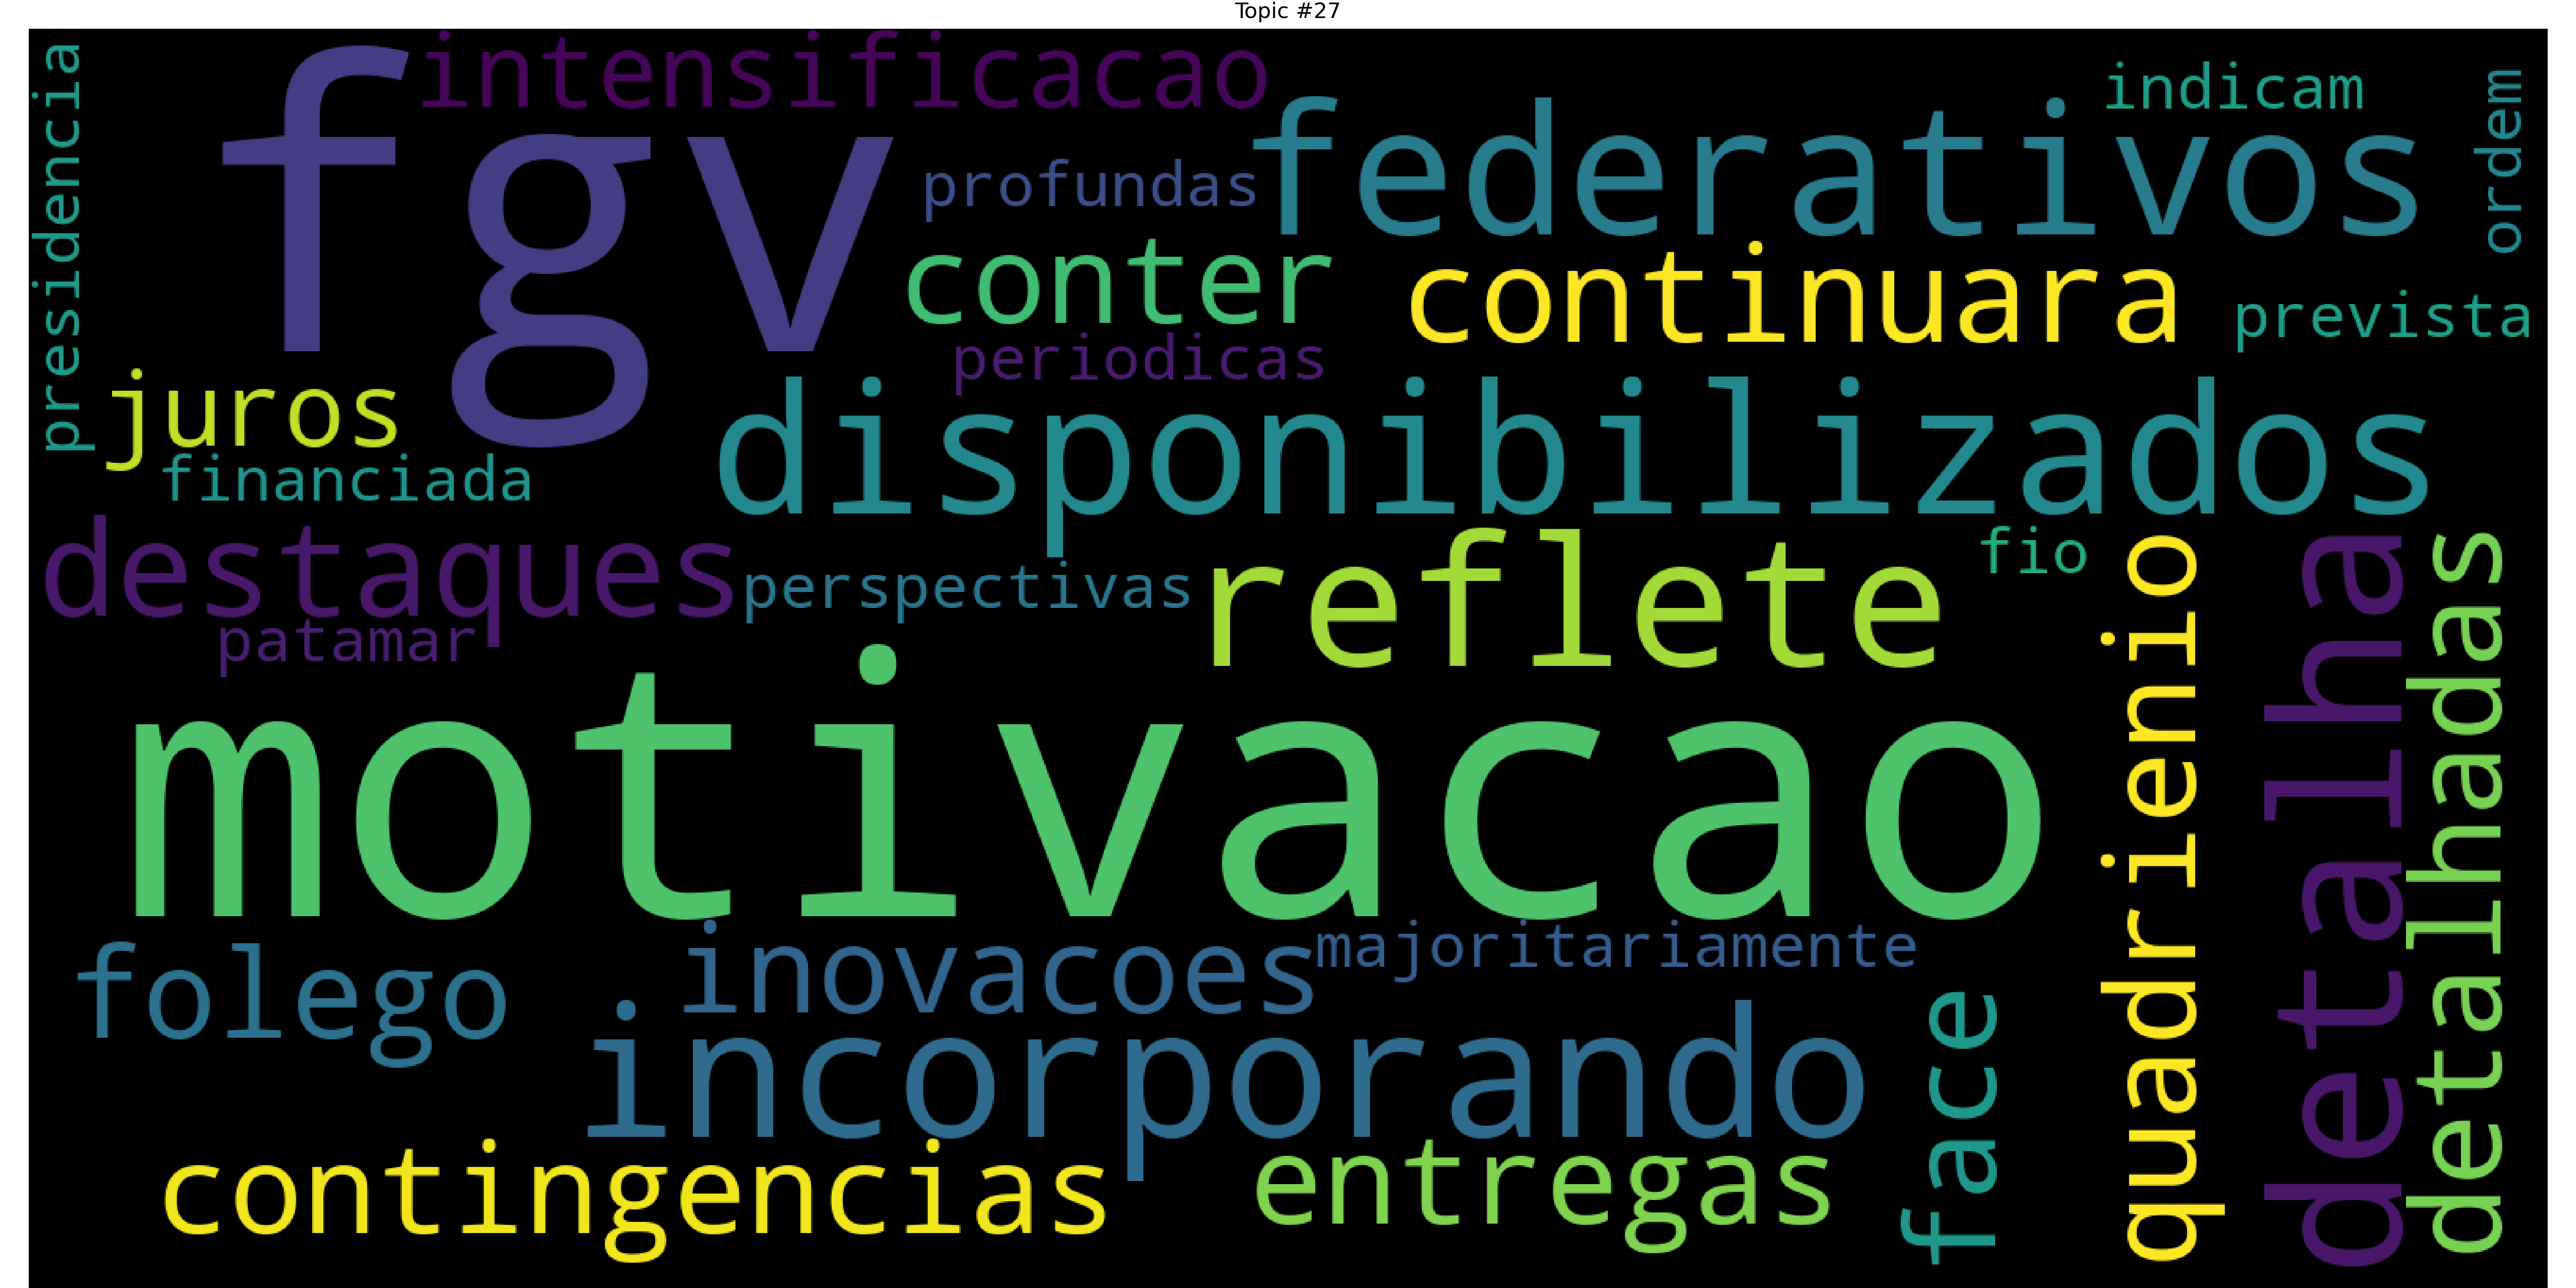 Topic #27
intensificacao
fgv
federativos
indicam
ordem
presidencia
profundas
conter
continuara
prevista
periodicas
juros
disponibilizados
financiada
destaques
perspectivas
reflete
fio
patamar
motivacao
quadrienio
detalha
detalhadas
folego
inovacoes
majoritariamente
incorporando
face
contingencias
entregas